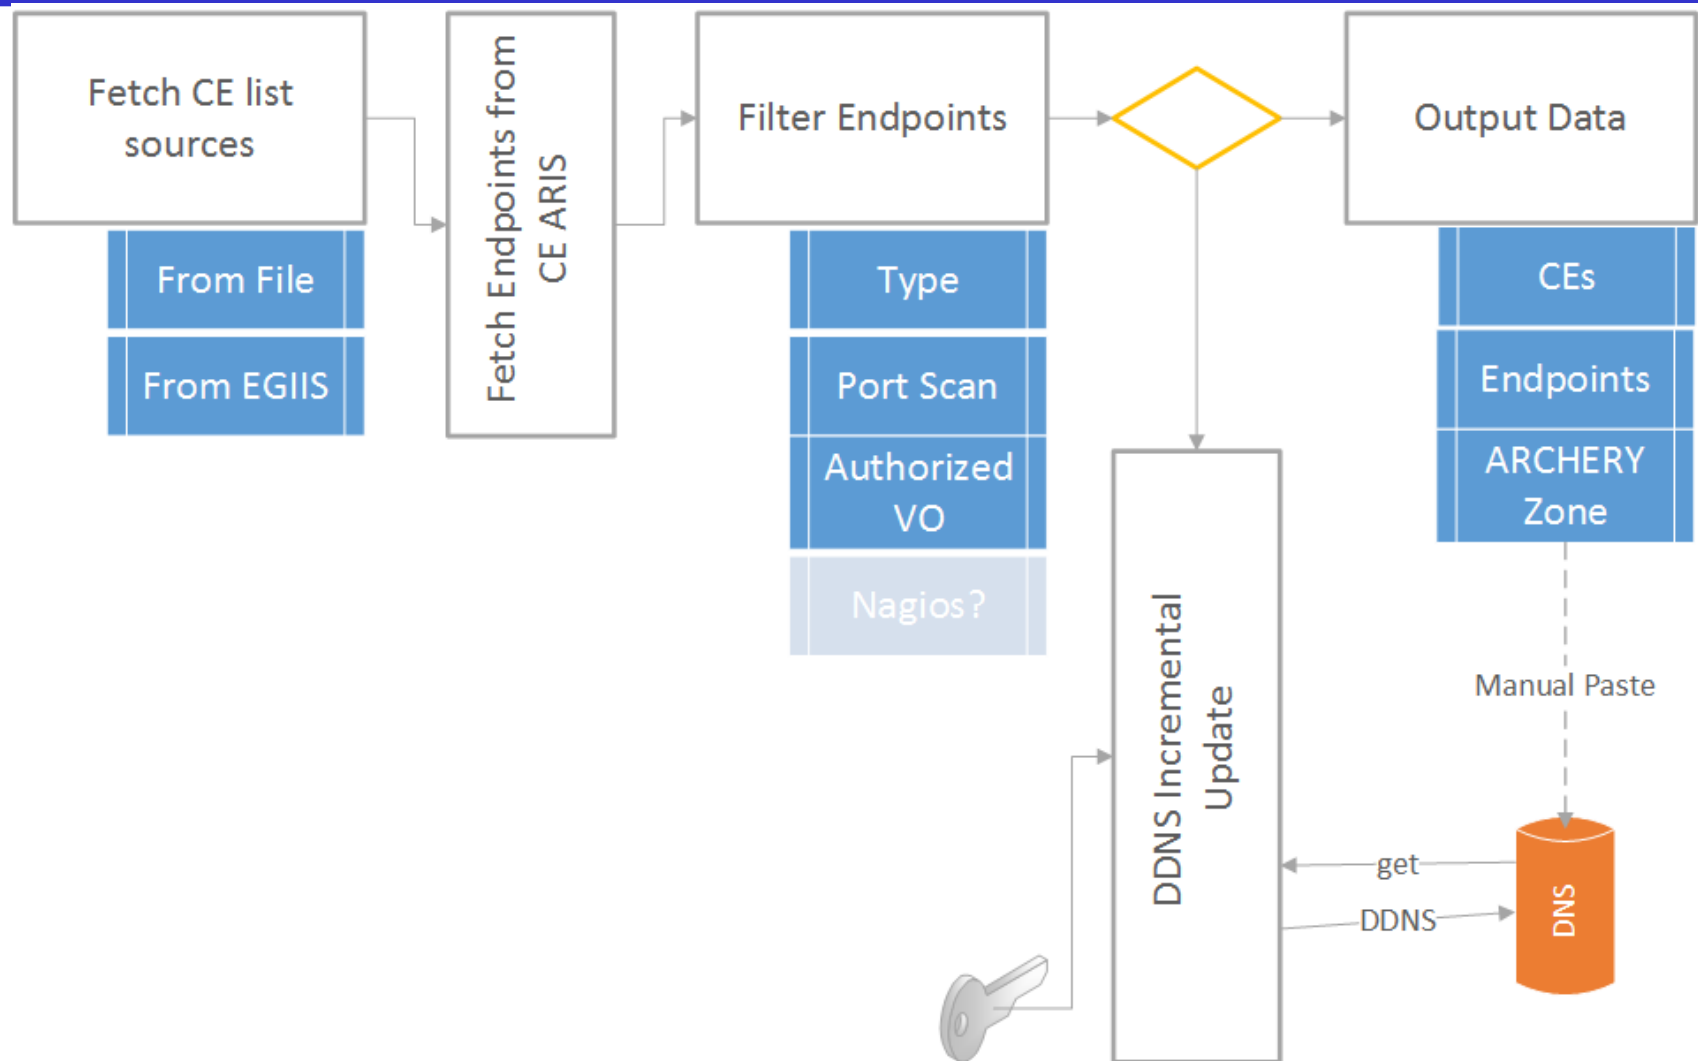 Fetch CE list
sources
From File
From EGIIS
Fetch Endpoints from
CE ARIS
Filter Endpoints
Type
Port Scan
Authorized
VO
Nagios?
Output Data
CEs
Endpoints
ARCHERY
Zone
Manual Paste
DDNS Incremental
Update
get
DDNS
DNS